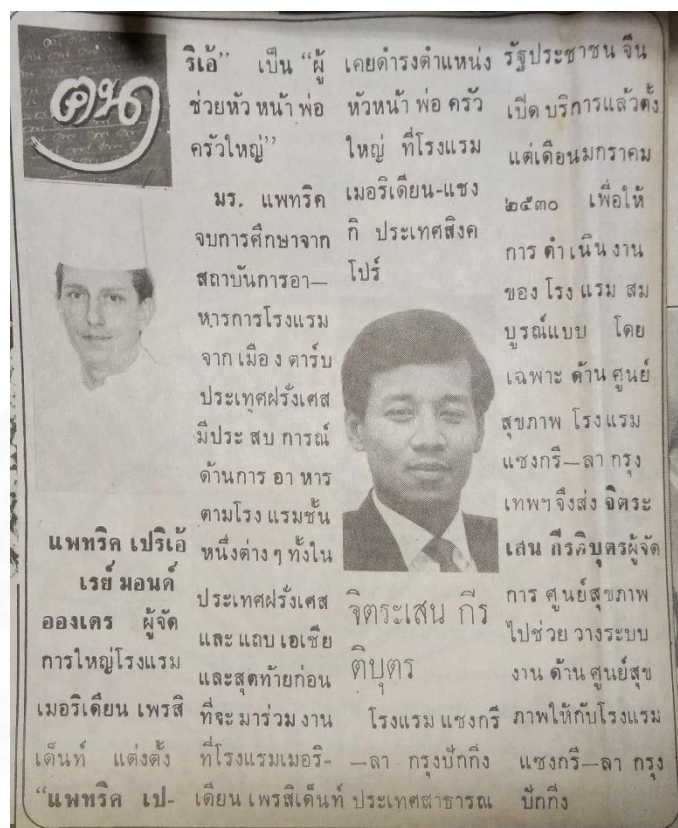 คน
แพทริค เปริเอ้
เรย์ มอนด์
อองเดร ผู้จัด
การใหญ่โรงแรม
เมอริเดียน เพรสิ
เด็นท์ แต่งตั้ง
“แพทริค เป-
ริเอ้” เป็น “ผู้
ช่วยหัว หน้า พ่อ
ครัวใหญ่”
มร. แพทริค
จบการศึกษาจาก
สถาบันการอา—
หารการโรงแรม
จาก เมือง ตาร์บ
ประเทศฝรั่งเศส
มีประ สบ การณ์
ด้านการ อา หาร
ตามโรง แรมชั้น
หนึ่งต่าง ๆ ทั้งใน
ประเทศฝรั่งเศส
และ แถบ เอเชีย
และสุดท้ายก่อน
ที่จะ มาร่วม งาน
ที่โรงแรมเมอริ-
เดียน เพรสิเด็นท์
เคยดำรงตำแหน่ง
หัวหน้า พ่อ ครัว
ใหญ่ ที่โรงแรม
เมอริเดียน-แชง
กิ ประเทศสิงค
โปร์
จิตระเสน กีร
ติบุตร
โรงแรม แชงกรี
—ลา กรุงปักกิ่ง
ประเทศสาธารณ
รัฐประชาชน จีน
เปิด บริการแล้วตั้ง
แต่เดือนมกราคม
๒๕๓๐ เพื่อให้
การ ดำ เนิน งาน
ของ โรง แรม สม
บูรณ์แบบ โดย
เฉพาะ ด้าน ศูนย์
สุขภาพ โรงแรม
แชงกรี—ลา กรุง
เทพฯ จึงส่ง จิตระ
เสน กีรติบุตรผู้จัด
การ ศูนย์สุขภาพ
ไปช่วย วางระบบ
งาน ด้าน ศูนย์สุข
ภาพให้กับโรงแรม
แชงกรี—ลา กรุง
ปักกิ่ง